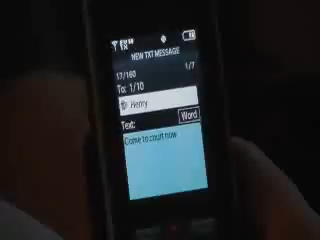 NEW TXT MESSAGE
17/160 1/7
To: 1/10
Henry
Text: Word
Come to court now